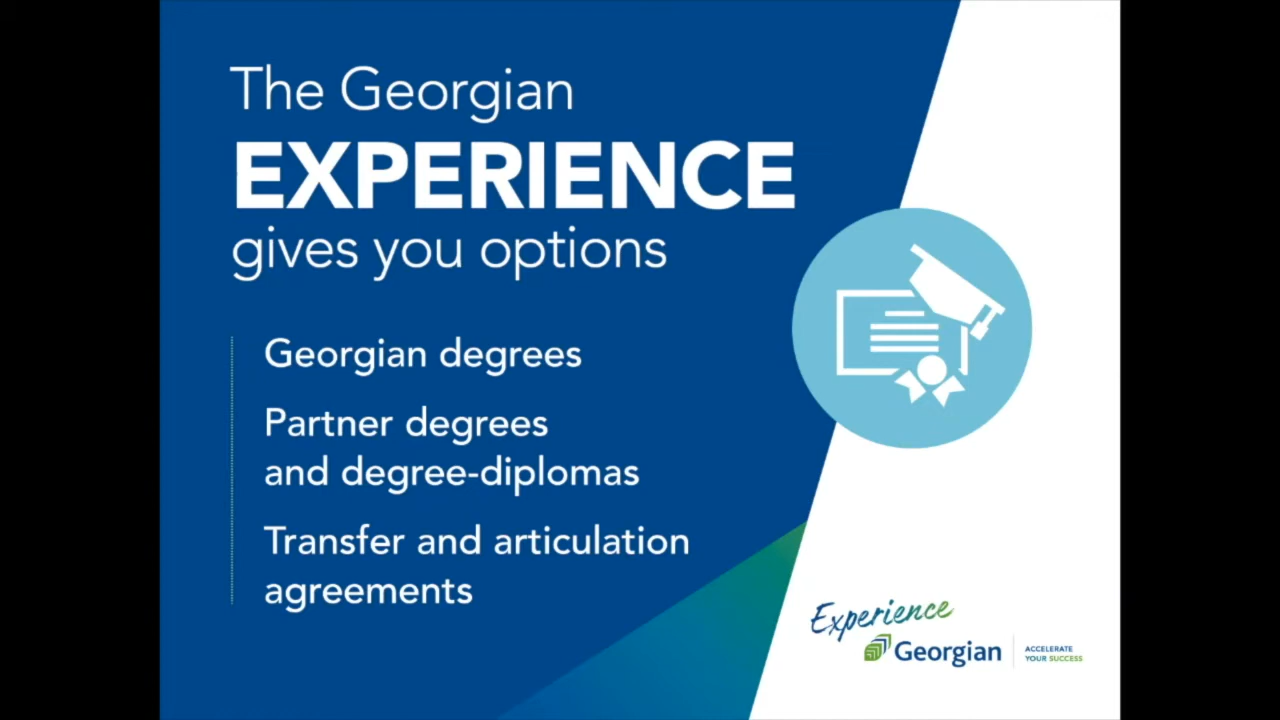 The Georgian
EXPERIENCE
gives you options
Georgian degrees
Partner degrees
and degree-diplomas
Transfer and articulation
agreements
Experience
Georgian
ACCELERATE
YOUR SUCCESS